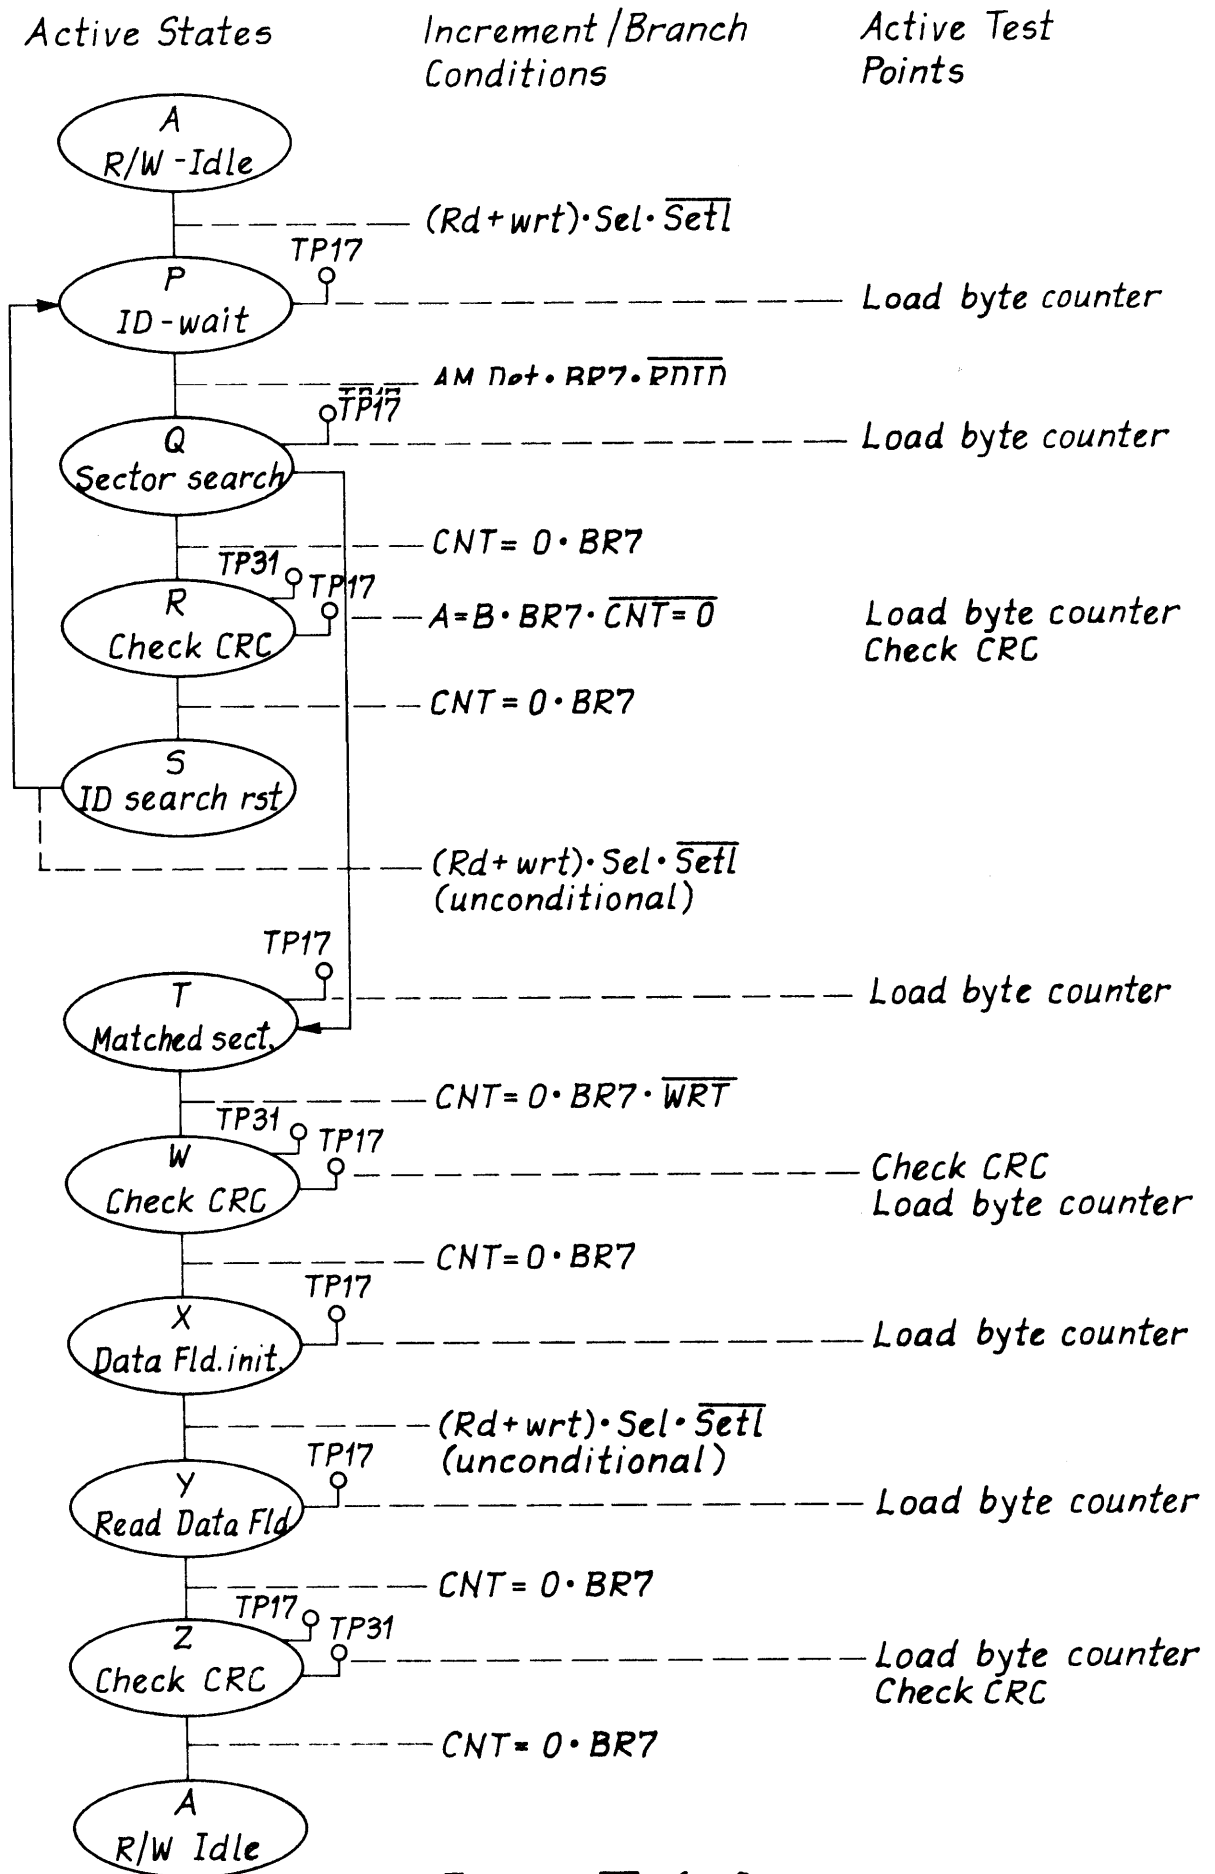 Active States
Increment/Branch
Conditions
Active Test
Points
A
R/W-Idle
(Rd+wrt)·Sel·S̅e̅t̅l̅
TP17
P
ID-wait
Load byte counter
AM Det·BR7·
TP17
Q
Sector search
Load byte counter
CNT= 0·BR7
TP31
TP17
R
Check CRC
A=B·BR7·C̅N̅T̅=̅0̅
Load byte counter
Check CRC
CNT=0·BR7
S
ID search rst
(Rd+wrt)·Sel·S̅e̅t̅l̅
(unconditional)
TP17
T
Matched sect.
Load byte counter
CNT=0·BR7·W̅R̅T̅
TP31
TP17
W
Check CRC
Check CRC
Load byte counter
CNT=0·BR7
TP17
X
Data Fld.init.
Load byte counter
(Rd+wrt)·Sel·S̅e̅t̅l̅
(unconditional)
TP17
Y
Read Data Fld
Load byte counter
CNT=0·BR7
TP17
TP31
Z
Check CRC
Load byte counter
Check CRC
CNT=0·BR7
A
R/W Idle